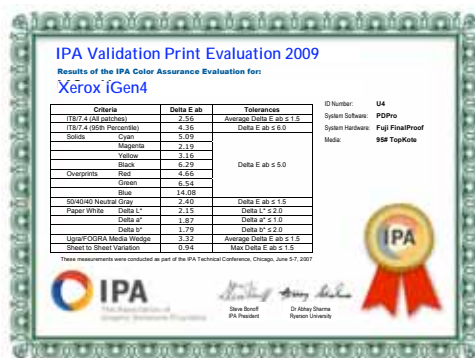 IPA Validation Print Evaluation 2009
Results of the IPA Color Assurance Evaluation for:
Xerox iGen4
Criteria Delta E ab Tolerances
IT8/7.4 (All patches) 2.56 Average Delta E ab ≤ 1.5
IT8/7.4 (95th Percentile) 4.36 Delta E ab ≤ 6.0
Solids Cyan 5.09
Magenta 2.19
Yellow 3.16
Black 6.29 Delta E ab ≤ 5.0
Overprints Red 4.66
Green 6.54
Blue 14.08
50/40/40 Neutral Gray 2.40 Delta E ab ≤ 1.5
Paper White Delta L* 2.15 Delta L* ≤ 2.0
Delta a* 1.87 Delta a* ≤ 1.0
Delta b* 1.79 Delta b* ≤ 2.0
Ugra/FOGRA Media Wedge 3.32 Average Delta E ab ≤ 1.5
Sheet to Sheet Variation 0.94 Max Delta E ab ≤ 1.5
ID Number: U4
System Software: PDPro
System Hardware: Fuji FinalProof
Media: 95# TopKote
These measurements were conducted as part of the IPA Technical Conference, Chicago, June 5-7, 2007
IPA
IPA
The Association of
Graphic Solutions Providers
Steve Bonoff
IPA President
Dr Abhay Sharma
Ryerson University